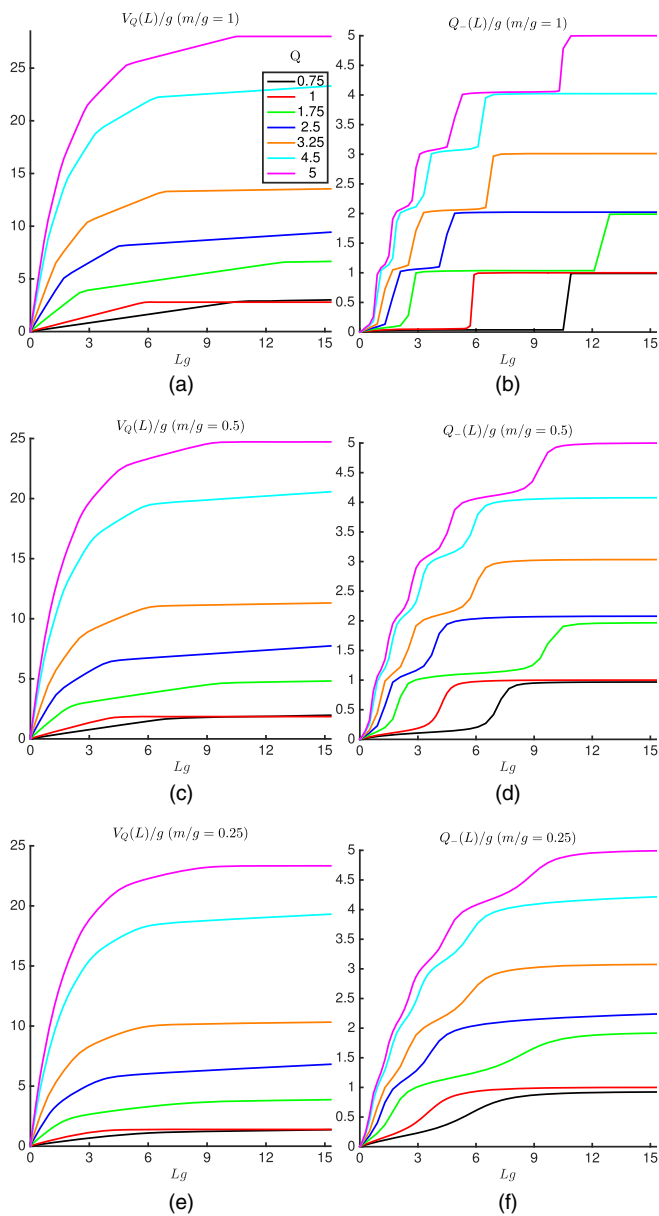 V_Q(L)/g (m/g = 1)
25
20
15
10
5
0
0 3 6 9 12 15
Lg
(a)
Q
0.75
1
1.75
2.5
3.25
4.5
5
Q_−(L)/g (m/g = 1)
5
4.5
4
3.5
3
2.5
2
1.5
1
0.5
0
0 3 6 9 12 15
Lg
(b)
V_Q(L)/g (m/g = 0.5)
25
20
15
10
5
0
0 3 6 9 12 15
Lg
(c)
Q_−(L)/g (m/g = 0.5)
5
4.5
4
3.5
3
2.5
2
1.5
1
0.5
0
0 3 6 9 12 15
Lg
(d)
V_Q(L)/g (m/g = 0.25)
25
20
15
10
5
0
0 3 6 9 12 15
Lg
(e)
Q_−(L)/g (m/g = 0.25)
5
4.5
4
3.5
3
2.5
2
1.5
1
0.5
0
0 3 6 9 12 15
Lg
(f)